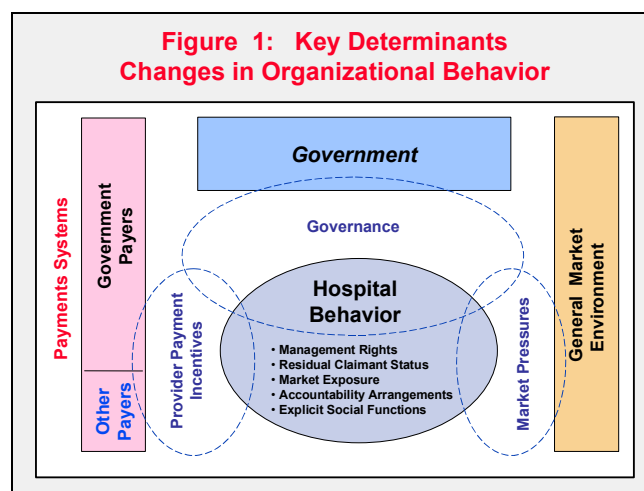 Figure 1: Key Determinants
Changes in Organizational Behavior
Payments Systems
Government
Payers
Other
Payers
Government
Governance
Provider Payment
Incentives
Hospital
Behavior
• Management Rights
• Residual Claimant Status
• Market Exposure
• Accountability Arrangements
• Explicit Social Functions
Market Pressures
General Market
Environment